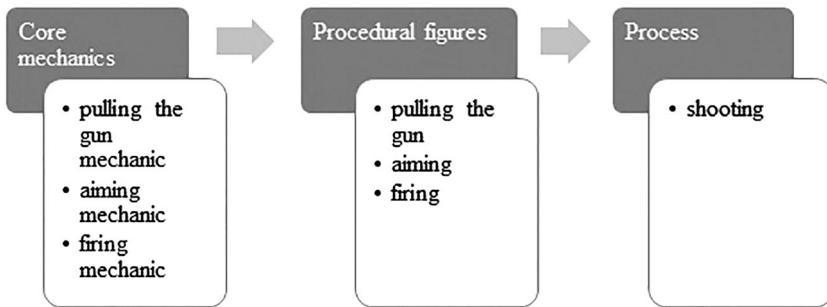 Core
mechanics
• pulling the
gun
mechanic
• aiming
mechanic
• firing
mechanic
Procedural figures
• pulling the
gun
• aiming
• firing
Process
• shooting